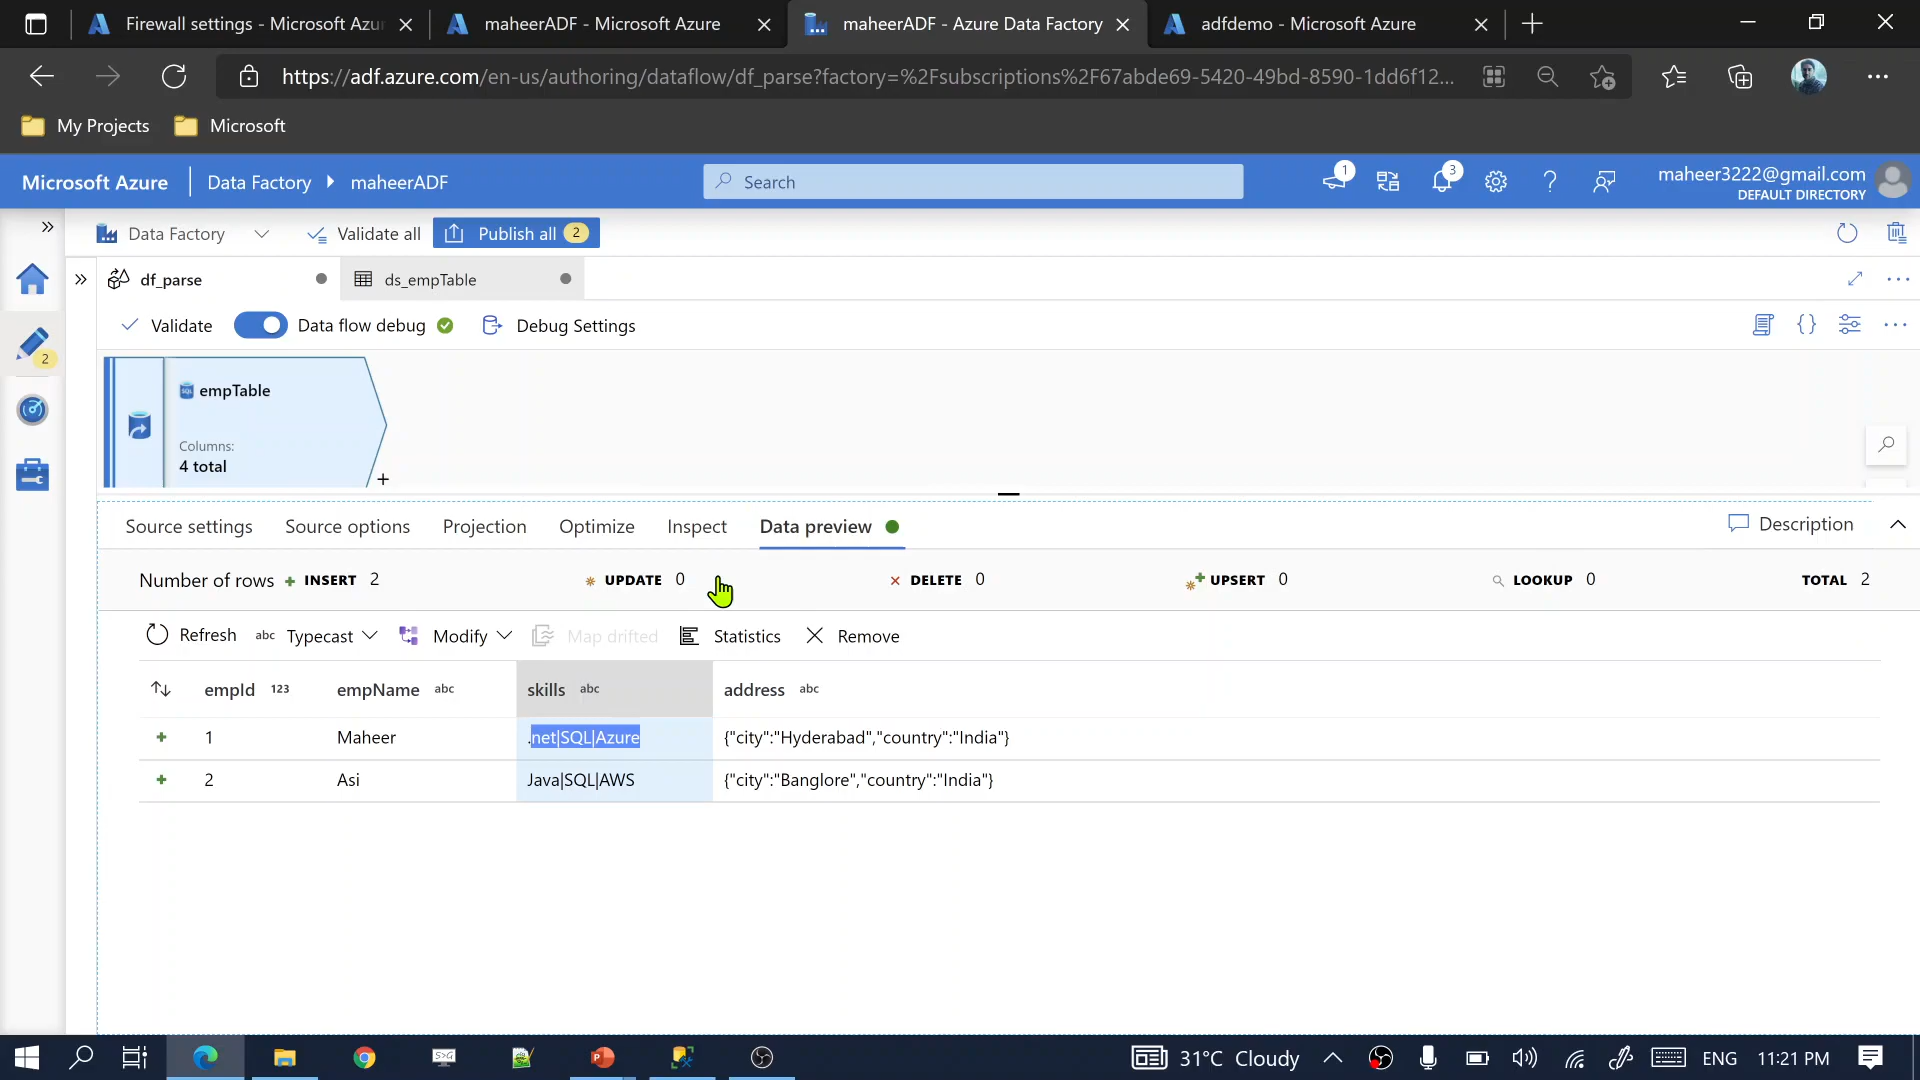 Firewall settings - Microsoft Azur
maheerADF - Microsoft Azure
maheerADF - Azure Data Factory
adfdemo - Microsoft Azure
https://adf.azure.com/en-us/authoring/dataflow/df_parse?factory=%2Fsubscriptions%2F67abde69-5420-49bd-8590-1dd6f12...
My Projects
Microsoft
Microsoft Azure
Data Factory
maheerADF
Search
1
3
maheer3222@gmail.com
DEFAULT DIRECTORY
Data Factory
Validate all
Publish all 2
df_parse
ds_empTable
Validate
Data flow debug
Debug Settings
2
empTable
Columns:
4 total
Source settings
Source options
Projection
Optimize
Inspect
Data preview
Description
Number of rows + INSERT 2
UPDATE 0
DELETE 0
UPSERT 0
LOOKUP 0
TOTAL 2
Refresh
abc Typecast
Modify
Map drifted
Statistics
Remove
empId 123 empName abc skills abc address abc
+ 1 Maheer .net|SQL|Azure {"city":"Hyderabad","country":"India"}
+ 2 Asi Java|SQL|AWS {"city":"Banglore","country":"India"}
31°C Cloudy
ENG
11:21 PM